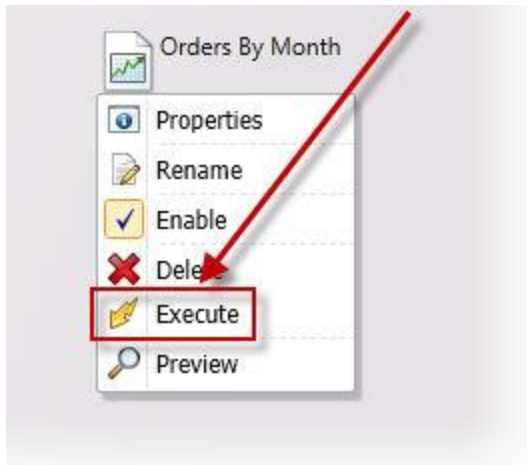 Orders By Month
Properties
Rename
Enable
Delete
Execute
Preview